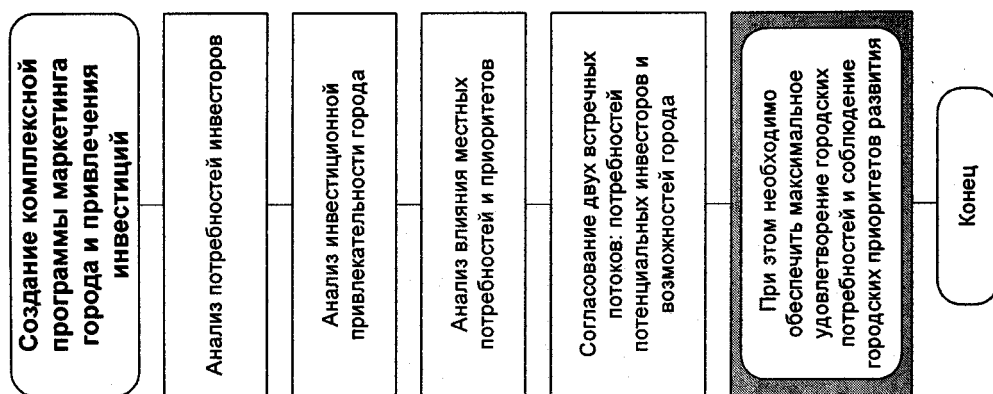 Создание комплексной
программы маркетинга
города и привлечения
инвестиций
Анализ потребностей инвесторов
Анализ инвестиционной
привлекательности города
Анализ влияния местных
потребностей и приоритетов
Согласование двух встречных
потоков: потребностей
потенциальных инвесторов и
возможностей города
При этом необходимо
обеспечить максимальное
удовлетворение городских
потребностей и соблюдение
городских приоритетов развития
Конец